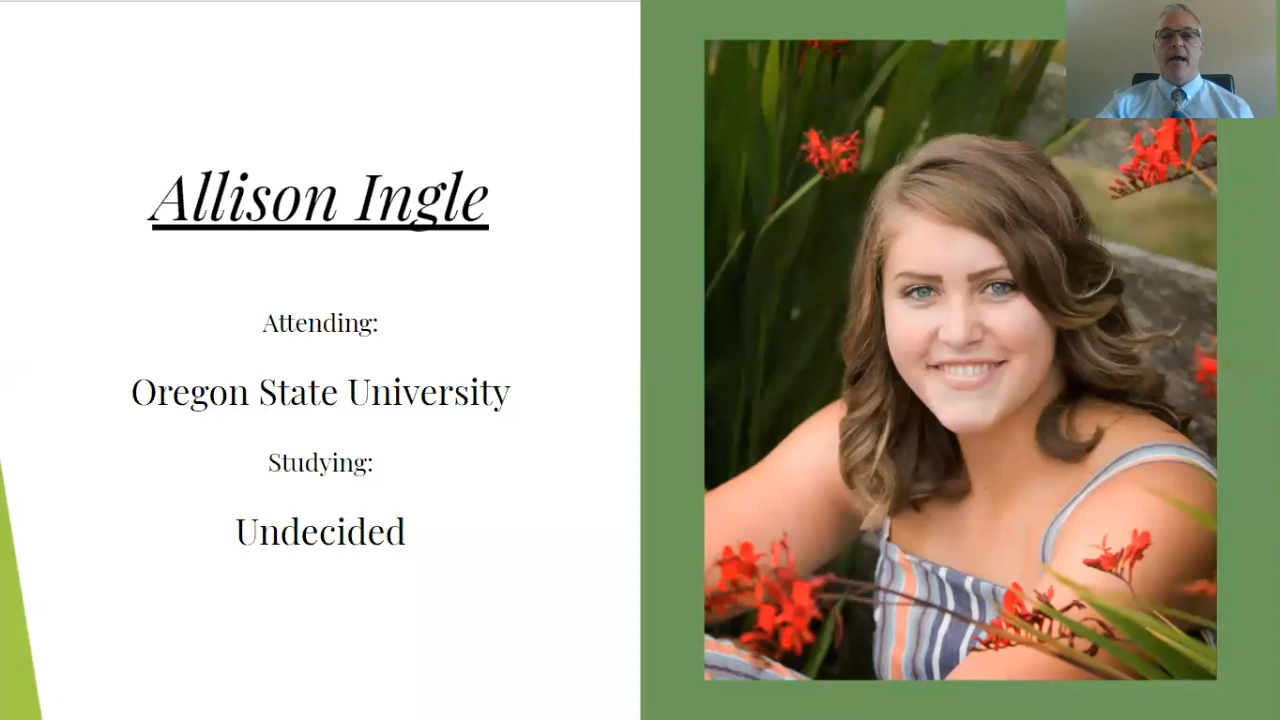 Allison Ingle
Attending:
Oregon State University
Studying:
Undecided